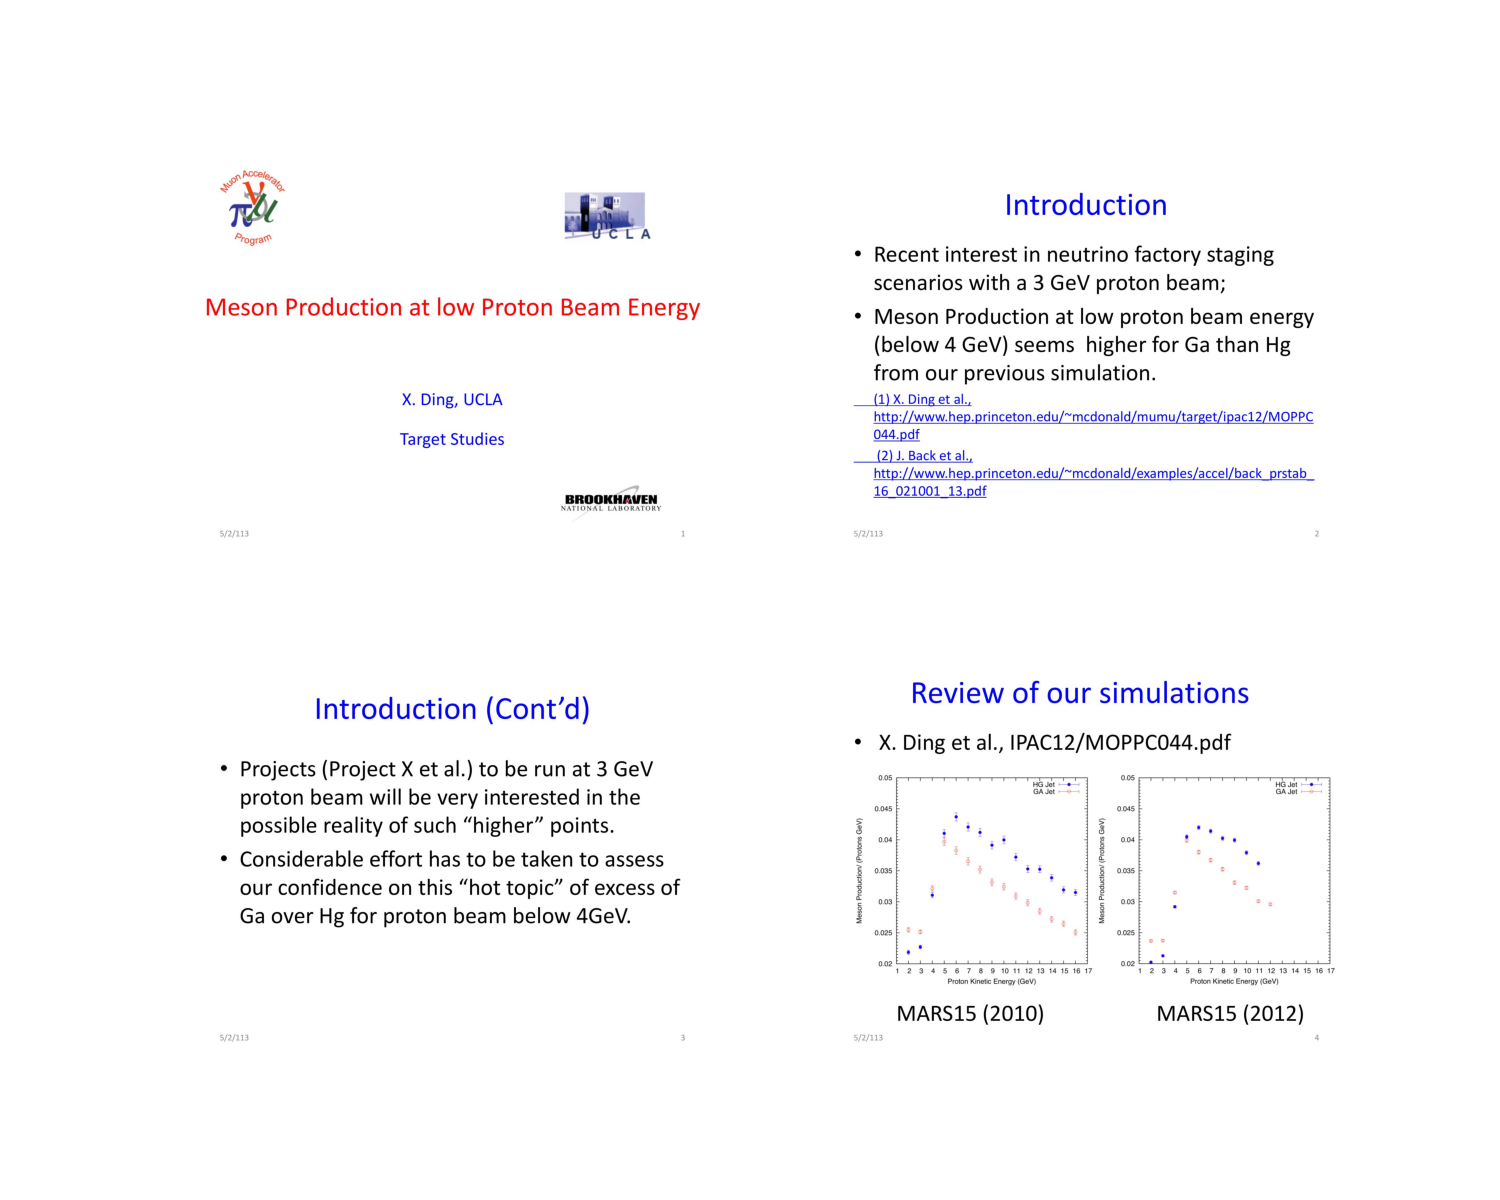 Muon Accelerator
νπμ
Program
UCLA
Meson Production at low Proton Beam Energy
X. Ding, UCLA
Target Studies
BROOKHAVEN
NATIONAL LABORATORY
5/2/113
1
Introduction
• Recent interest in neutrino factory staging
scenarios with a 3 GeV proton beam;
• Meson Production at low proton beam energy
(below 4 GeV) seems higher for Ga than Hg
from our previous simulation.
(1) X. Ding et al.,
http://www.hep.princeton.edu/~mcdonald/mumu/target/ipac12/MOPPC
044.pdf
(2) J. Back et al.,
http://www.hep.princeton.edu/~mcdonald/examples/accel/back_prstab_
16_021001_13.pdf
5/2/113
2
Introduction (Cont’d)
• Projects (Project X et al.) to be run at 3 GeV
proton beam will be very interested in the
possible reality of such “higher” points.
• Considerable effort has to be taken to assess
our confidence on this “hot topic” of excess of
Ga over Hg for proton beam below 4GeV.
5/2/113
3
Review of our simulations
• X. Ding et al., IPAC12/MOPPC044.pdf
Meson Production/ (Protons GeV)
0.05
0.045
0.04
0.035
0.03
0.025
0.02
HG Jet
GA Jet
1 2 3 4 5 6 7 8 9 10 11 12 13 14 15 16 17
Proton Kinetic Energy (GeV)
MARS15 (2010)
Meson Production/ (Protons GeV)
0.05
0.045
0.04
0.035
0.03
0.025
0.02
HG Jet
GA Jet
1 2 3 4 5 6 7 8 9 10 11 12 13 14 15 16 17
Proton Kinetic Energy (GeV)
MARS15 (2012)
5/2/113
4